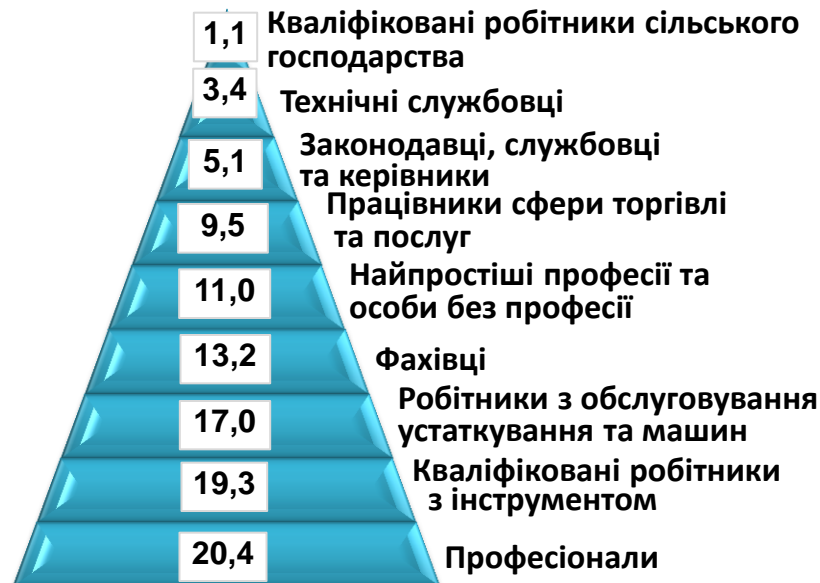 1,1 Кваліфіковані робітники сільського
господарства
3,4 Технічні службовці
Законодавці, службовці
5,1 та керівники
Працівники сфери торгівлі
9,5 та послуг
Найпростіші професії та
11,0 особи без професії
13,2 Фахівці
Робітники з обслуговування
17,0 устаткування та машин
Кваліфіковані робітники
19,3 з інструментом
20,4 Професіонали